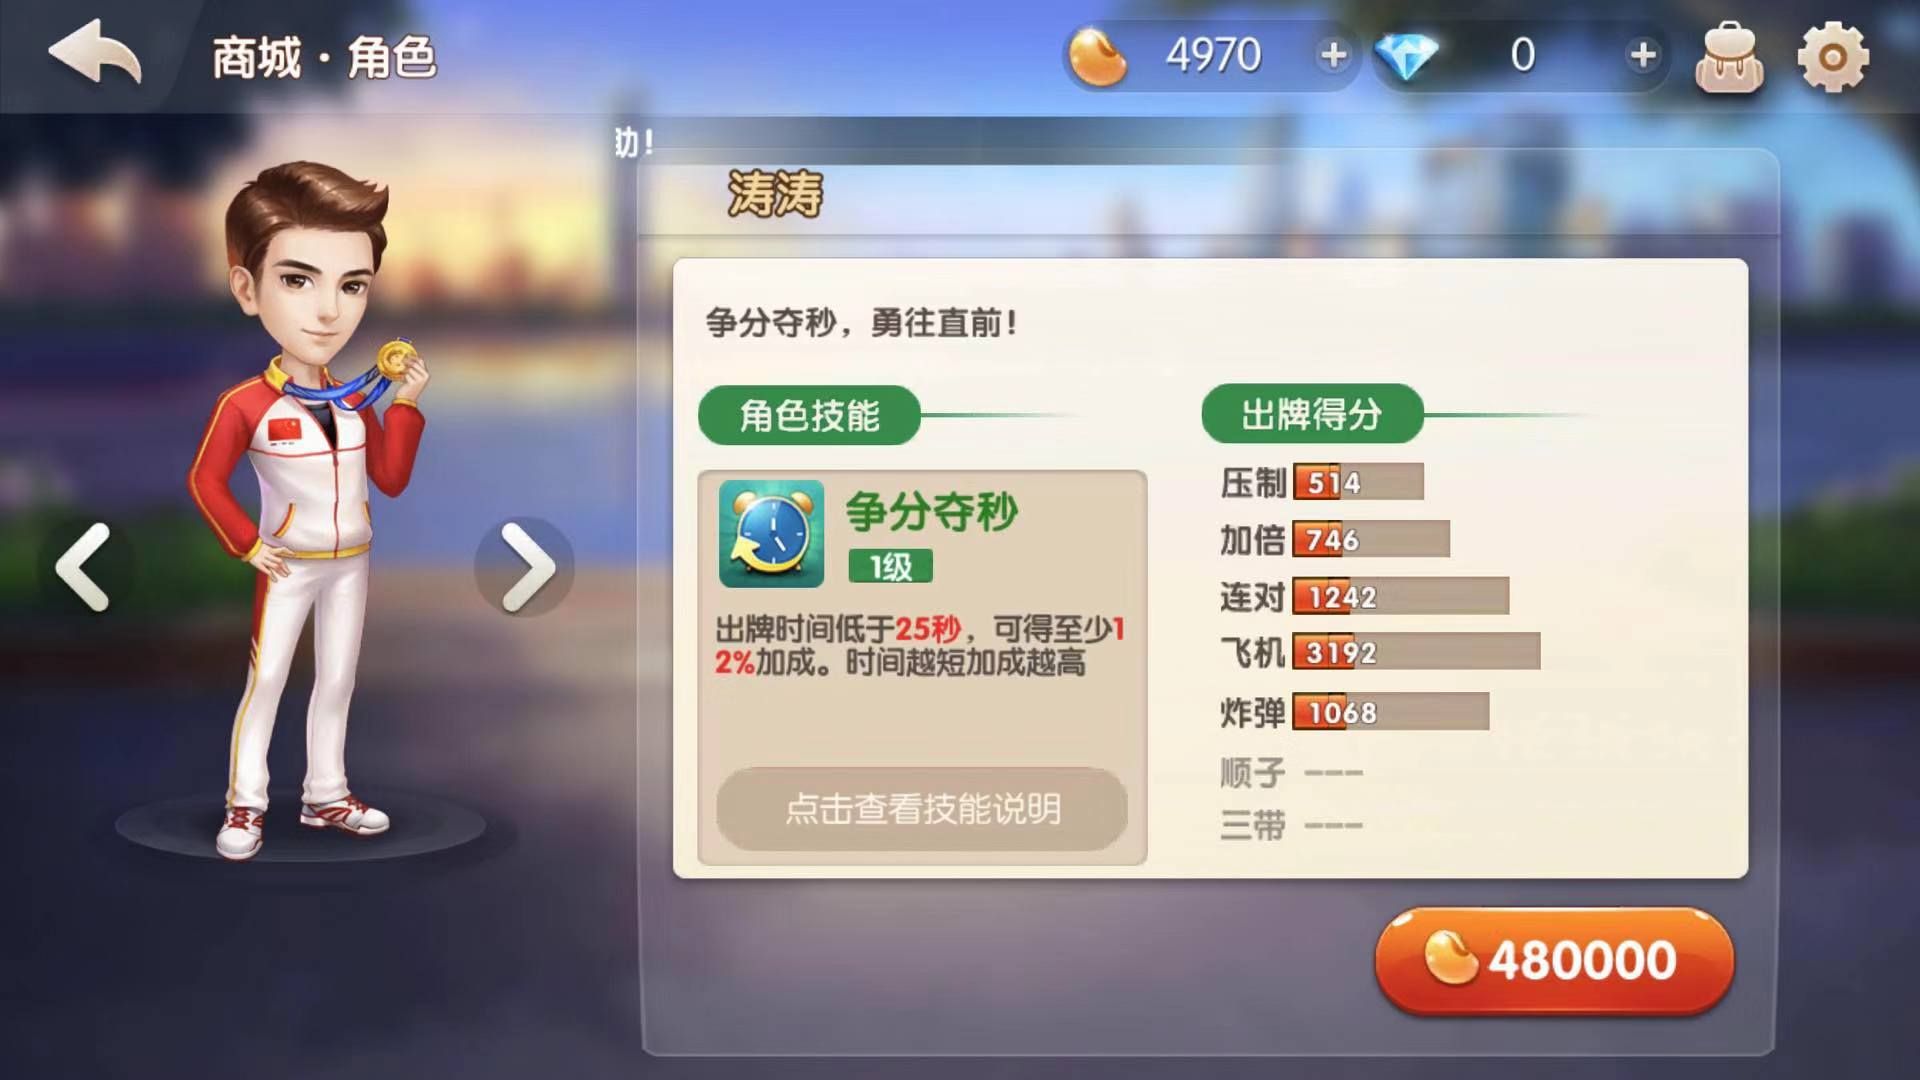 商城·角色
4970
0
助!
涛涛
争分夺秒，勇往直前!
角色技能
争分夺秒
1级
出牌时间低于25秒，可得至少1
2%加成。时间越短加成越高
点击查看技能说明
出牌得分
压制 514
加倍 746
连对 1242
飞机 3192
炸弹 1068
顺子 ---
三带 ---
480000